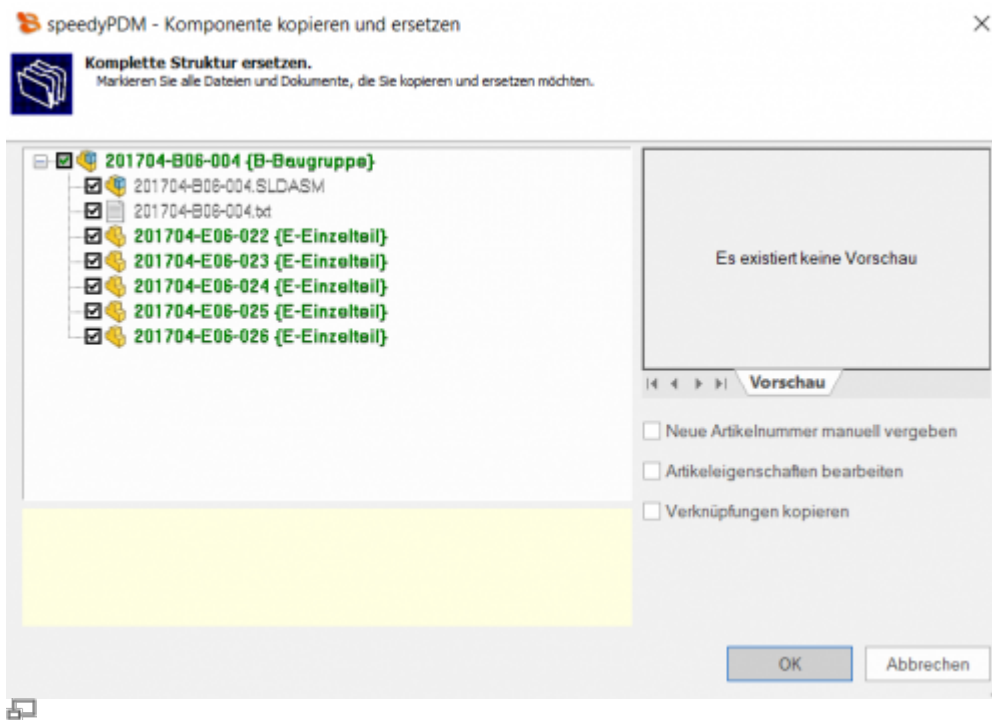 speedyPDM - Komponente kopieren und ersetzen
Komplette Struktur ersetzen.
Markieren Sie alle Dateien und Dokumente, die Sie kopieren und ersetzen möchten.
201704-B06-004 {B-Baugruppe}
201704-B06-004.SLDASM
201704-B06-004.txt
201704-E06-022 {E-Einzelteil}
201704-E06-023 {E-Einzelteil}
201704-E06-024 {E-Einzelteil}
201704-E06-025 {E-Einzelteil}
201704-E06-026 {E-Einzelteil}
Es existiert keine Vorschau
Vorschau
Neue Artikelnummer manuell vergeben
Artikeleigenschaften bearbeiten
Verknüpfungen kopieren
OK
Abbrechen